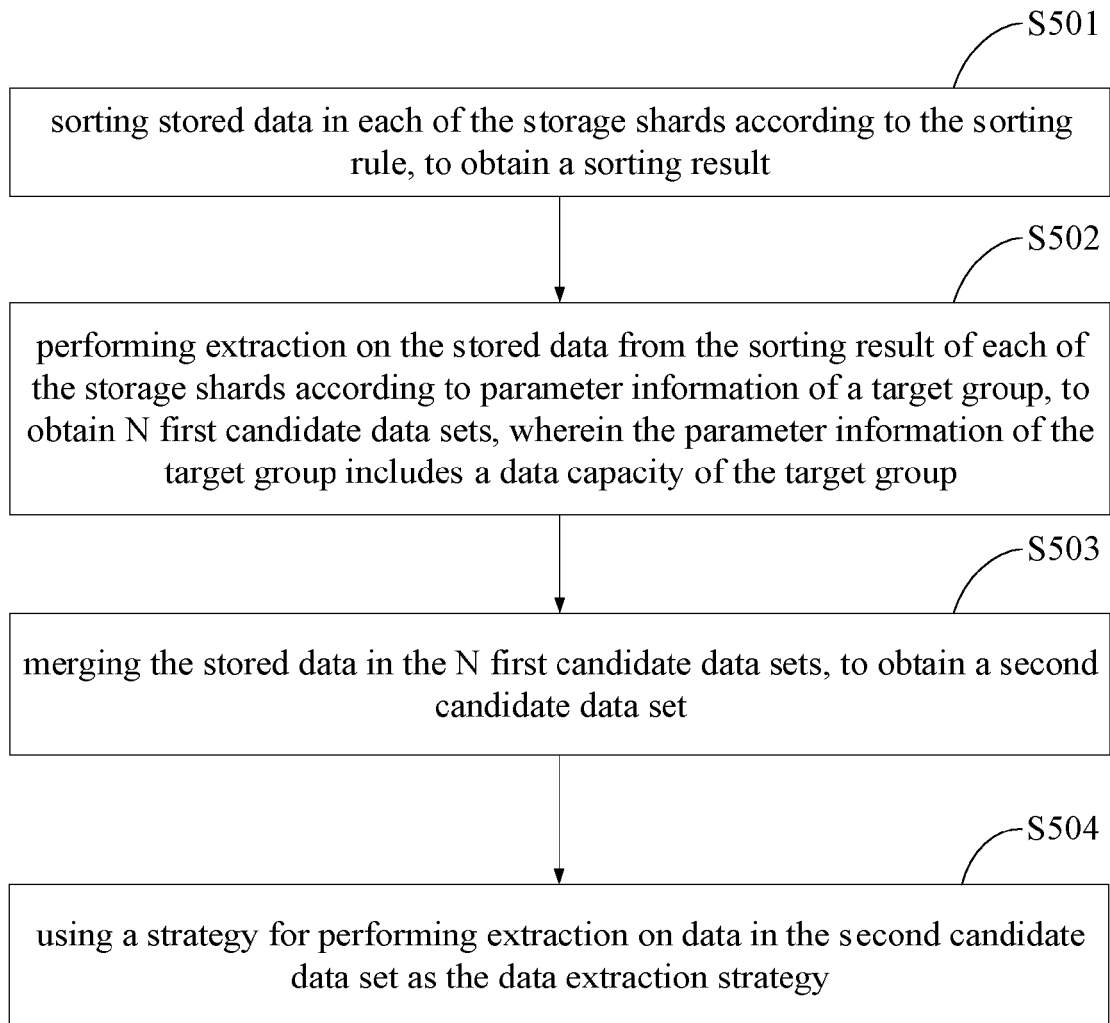 S501
sorting stored data in each of the storage shards according to the sorting
rule, to obtain a sorting result
S502
performing extraction on the stored data from the sorting result of each of
the storage shards according to parameter information of a target group, to
obtain N first candidate data sets, wherein the parameter information of the
target group includes a data capacity of the target group
S503
merging the stored data in the N first candidate data sets, to obtain a second
candidate data set
S504
using a strategy for performing extraction on data in the second candidate
data set as the data extraction strategy